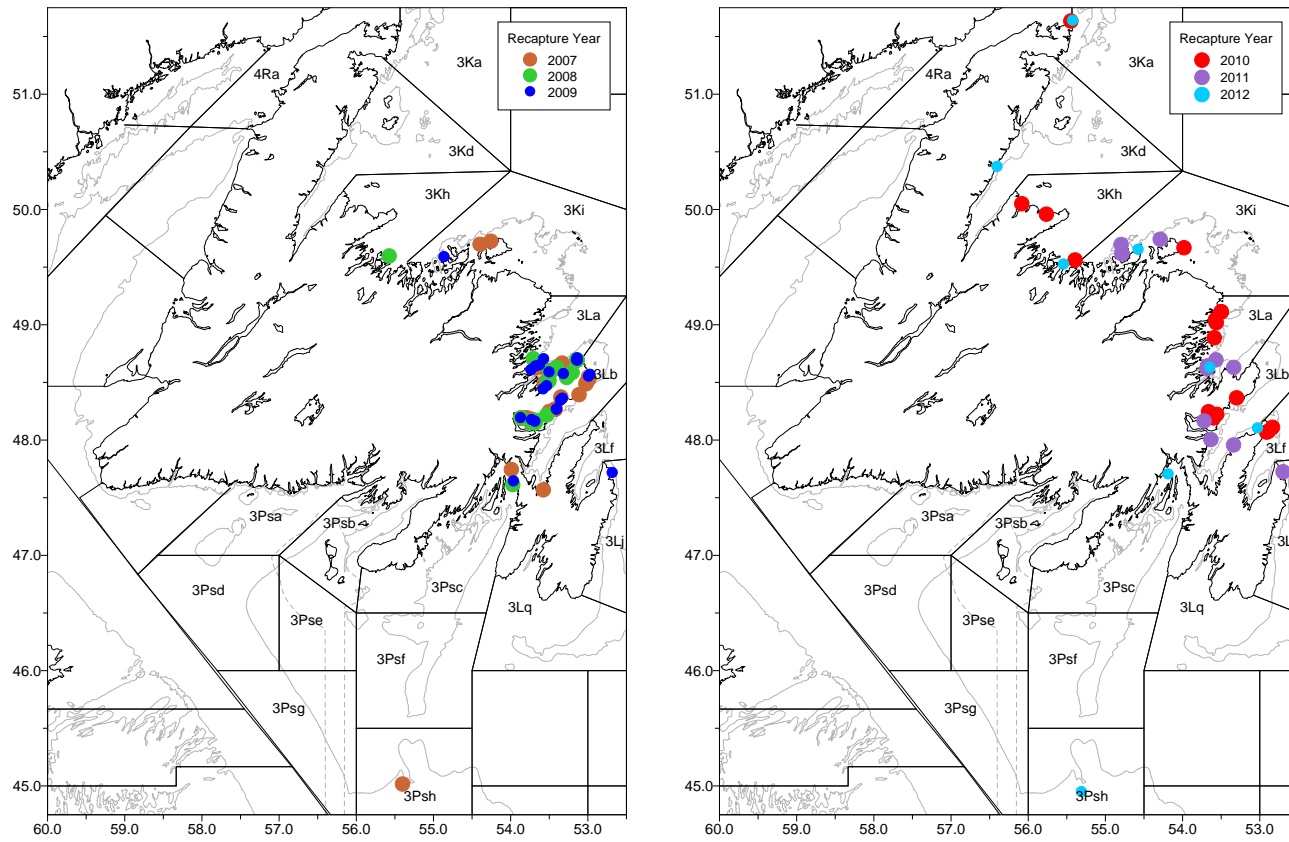 Recapture Year
2007
2008
2009
4Ra
3Ka
51.0
3Kd
3Kh
50.0
3Ki
49.0
3La
3Lb
48.0
3Lf
3Psa
3Psb
47.0
3Lj
3Psd
3Psc
3Pse
3Lq
46.0
3Psf
3Psg
45.0
3Psh
60.0 59.0 58.0 57.0 56.0 55.0 54.0 53.0
Recapture Year
2010
2011
2012
4Ra
3Ka
51.0
3Kd
3Kh
50.0
3Ki
49.0
3La
3Lb
48.0
3Lf
3Psa
3Psb
47.0
3L
3Psd
3Psc
3Pse
3Lq
46.0
3Psf
3Psg
45.0
3Psh
60.0 59.0 58.0 57.0 56.0 55.0 54.0 53.0